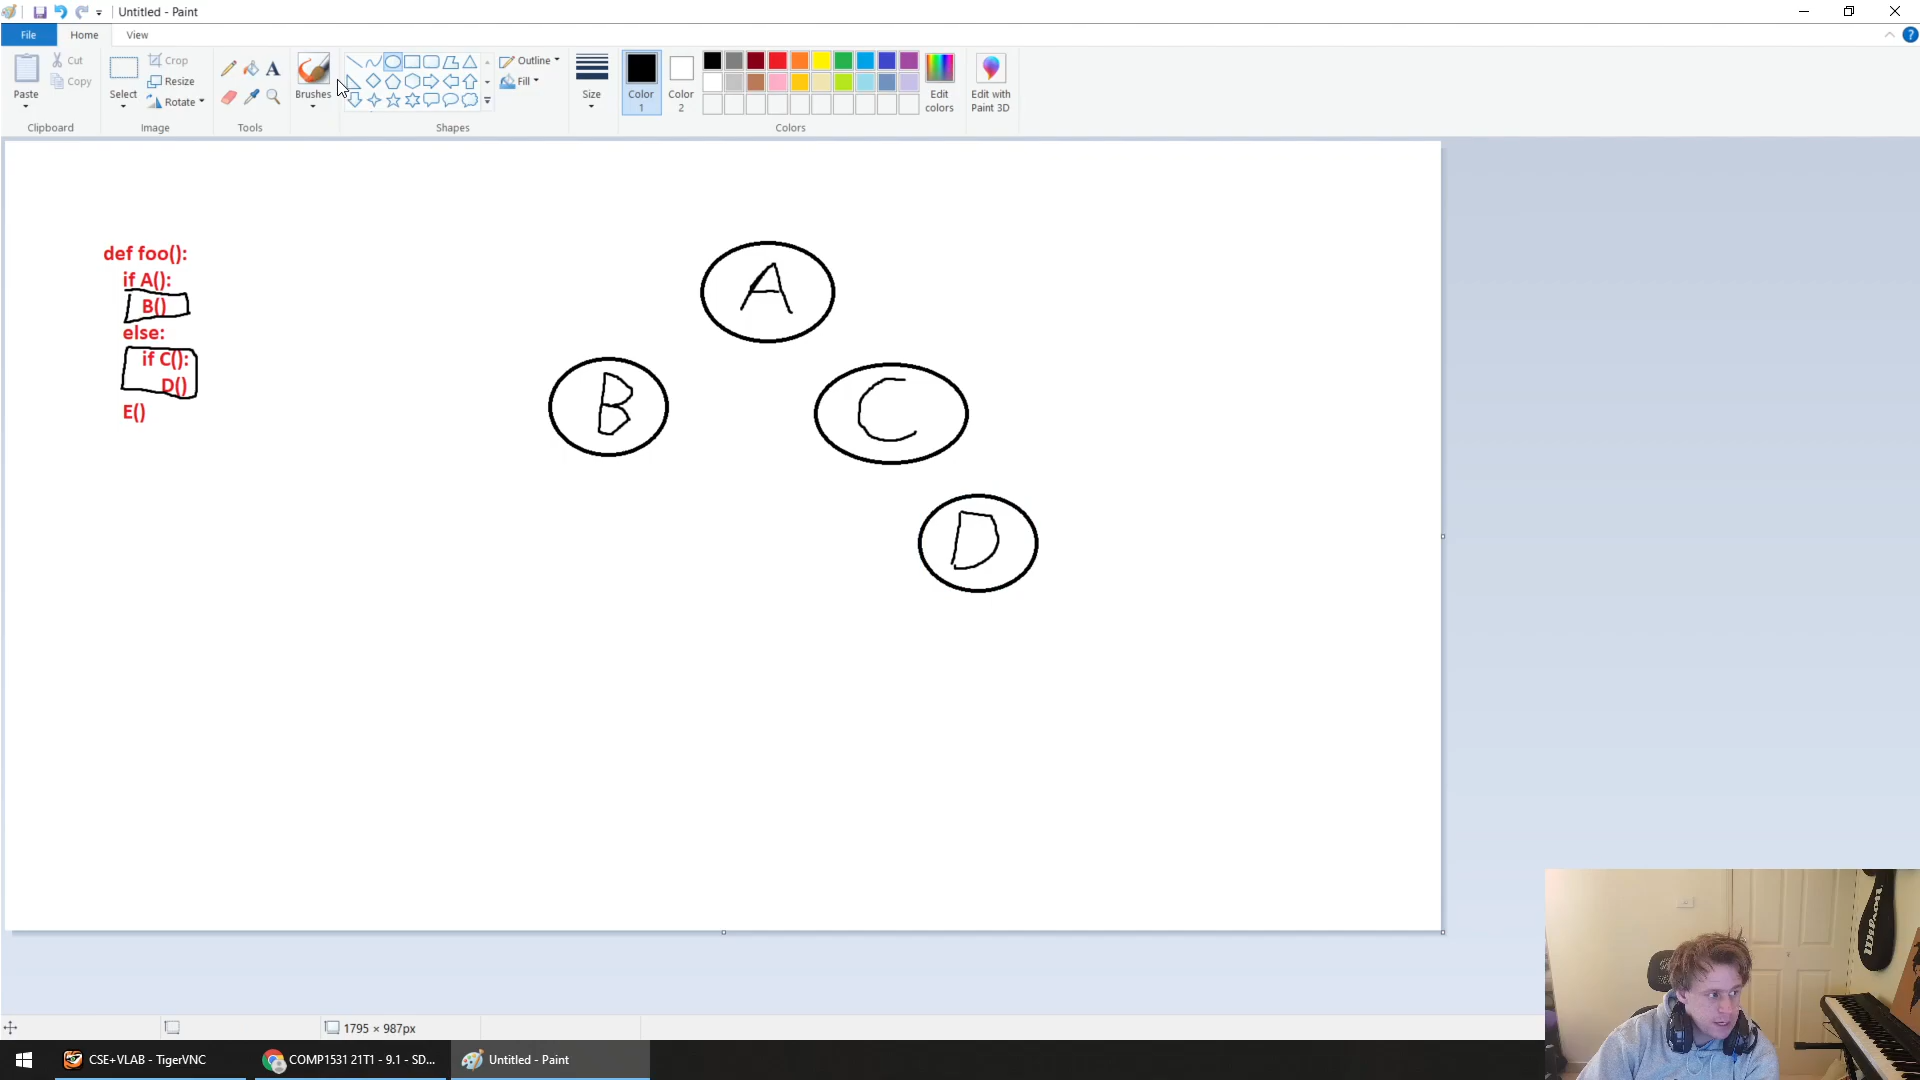 Untitled - Paint
File Home View
Cut
Crop
Outline
Copy
Resize
Fill
Paste Select Rotate Brushes Size Color 1 Color 2 Edit colors Edit with Paint 3D
Clipboard Image Tools Shapes Colors
def foo():
if A():
B()
else:
if C():
D()
E()
A
B
C
D
Wilson
1795 × 987px
CSE+VLAB - TigerVNC COMP1531 21T1 - 9.1 - SD... Untitled - Paint